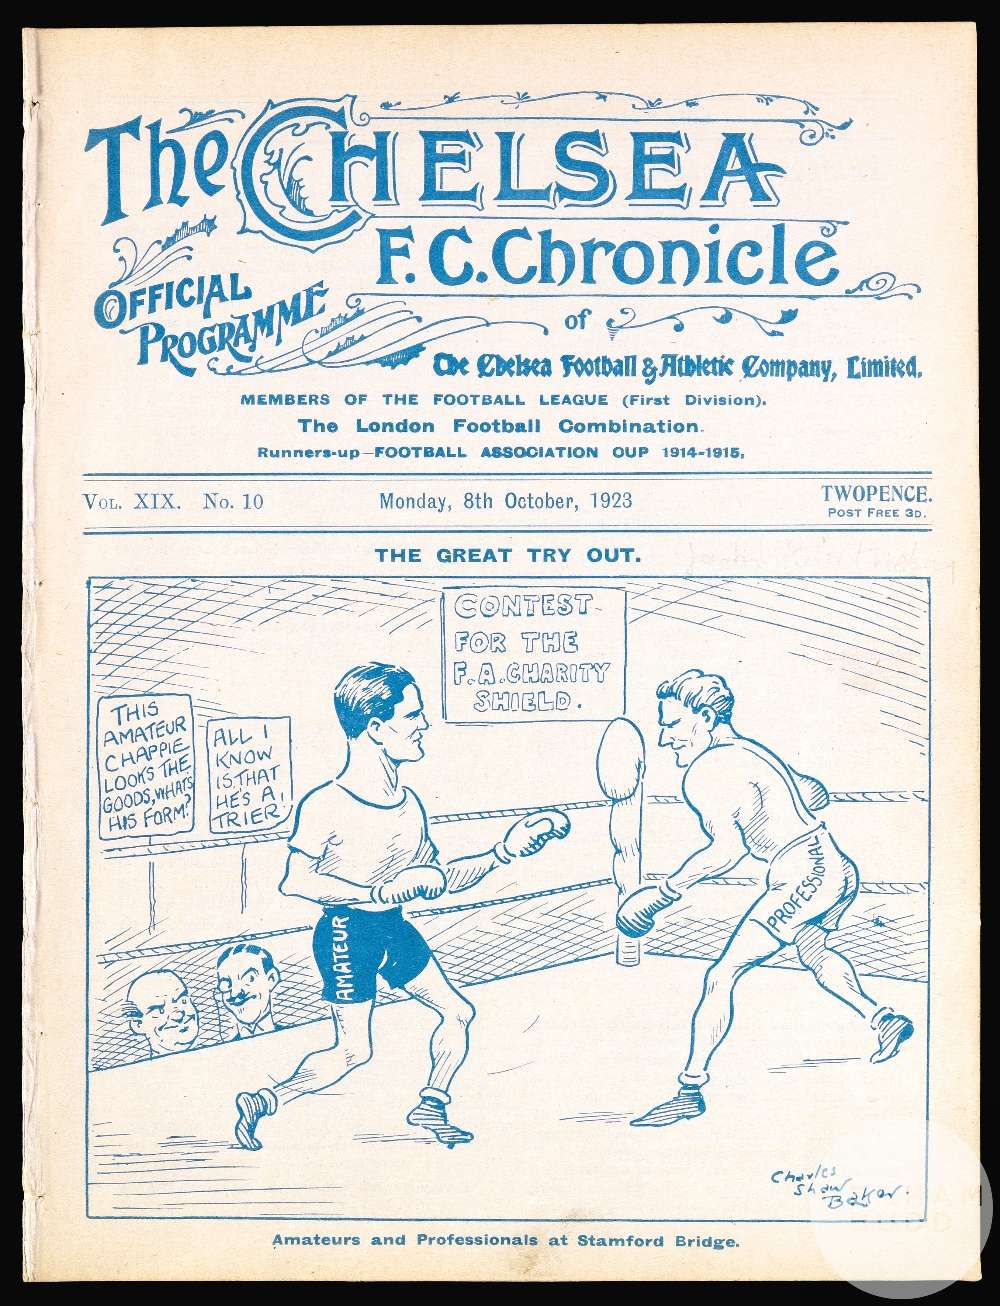 The CHELSEA
F.C. Chronicle
OFFICIAL
PROGRAMME
of
The Chelsea Football & Athletic Company, Limited.
MEMBERS OF THE FOOTBALL LEAGUE (First Division).
The London Football Combination.
Runners-up—FOOTBALL ASSOCIATION CUP 1914-1915.
VOL. XIX. No. 10
Monday, 8th October, 1923
TWOPENCE.
POST FREE 3D.
THE GREAT TRY OUT.
CONTEST
FOR THE
F.A. CHARITY
SHIELD.
THIS
AMATEUR
CHAPPIE
LOOKS THE
GOODS, WHAT'S
HIS FORM?
ALL I
KNOW
IS THAT
HE'S A
TRIER!
AMATEUR
PROFESSIONAL
Charles
Shaw
Baker.
Amateurs and Professionals at Stamford Bridge.